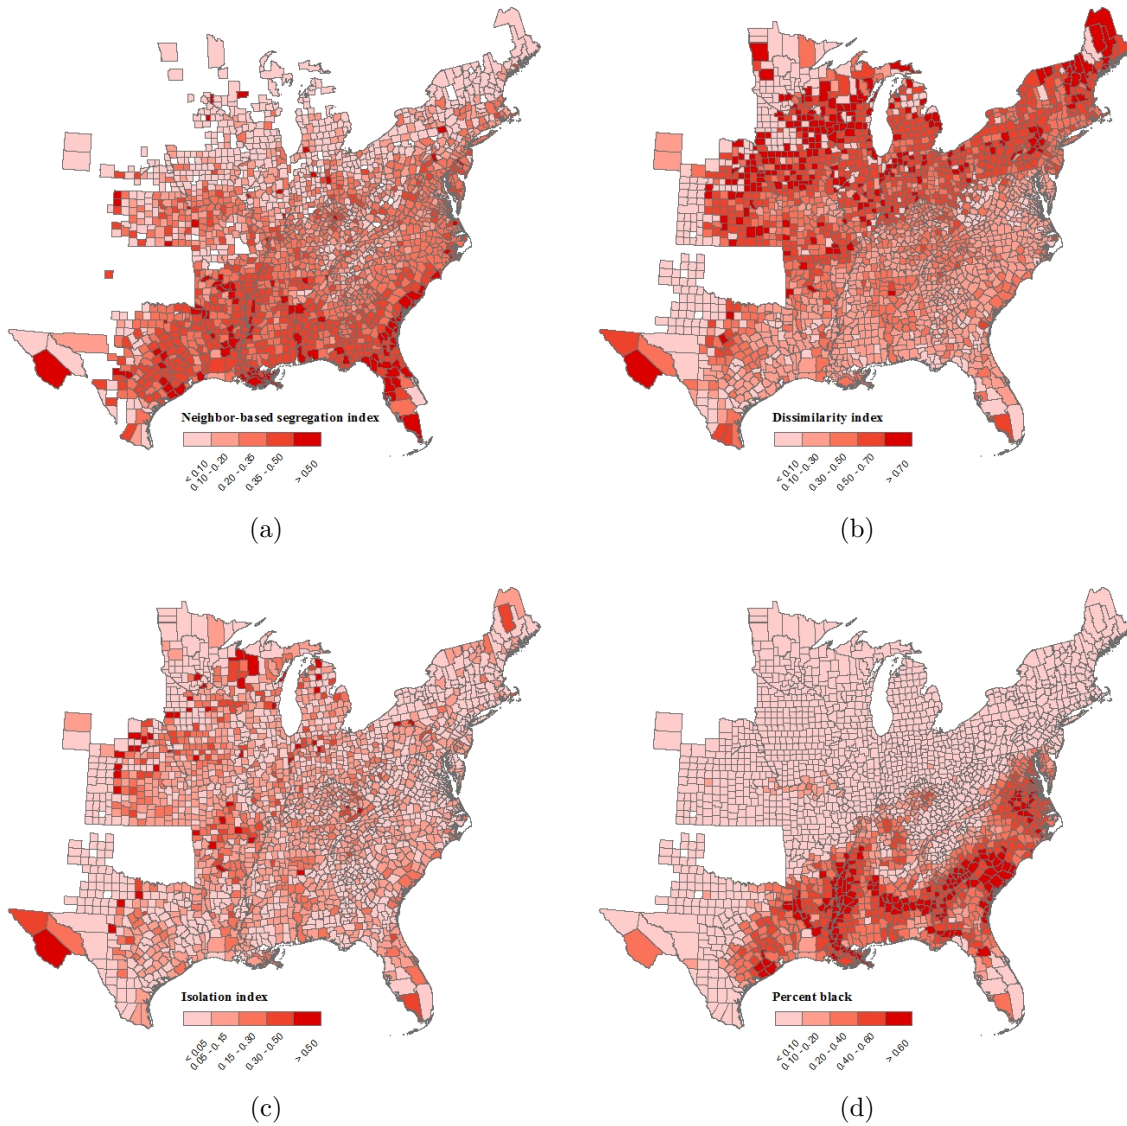 Neighbor-based segregation index
< 0.10
0.10 - 0.20
0.20 - 0.35
0.35 - 0.50
> 0.50
(a)
Dissimilarity index
< 0.10
0.10 - 0.30
0.30 - 0.50
0.50 - 0.70
> 0.70
(b)
Isolation index
< 0.05
0.05 - 0.15
0.15 - 0.30
0.30 - 0.50
> 0.50
(c)
Percent black
< 0.10
0.10 - 0.20
0.20 - 0.40
0.40 - 0.60
> 0.60
(d)